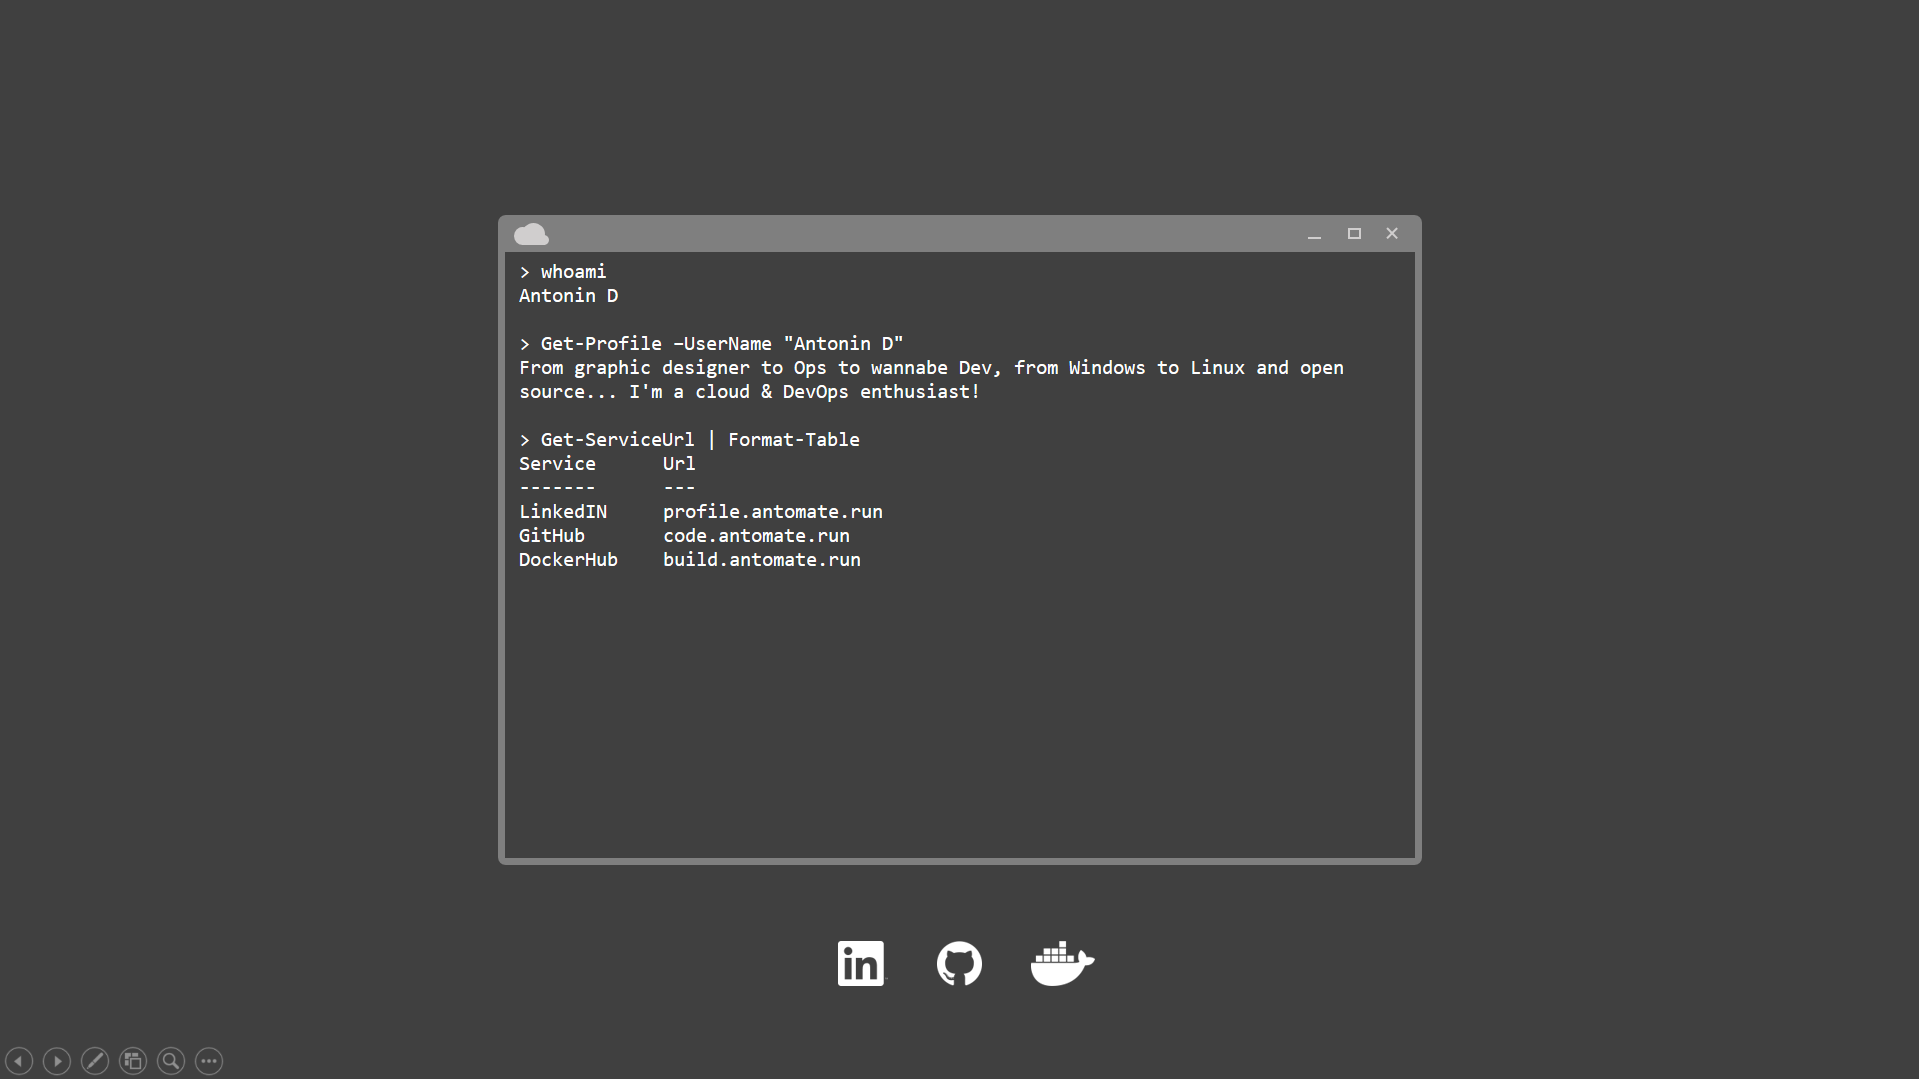 > whoami
Antonin D
> Get-Profile –UserName "Antonin D"
From graphic designer to Ops to wannabe Dev, from Windows to Linux and open
source... I'm a cloud & DevOps enthusiast!
> Get-ServiceUrl | Format-Table
Service Url
------- ---
LinkedIN profile.antomate.run
GitHub code.antomate.run
DockerHub build.antomate.run
in